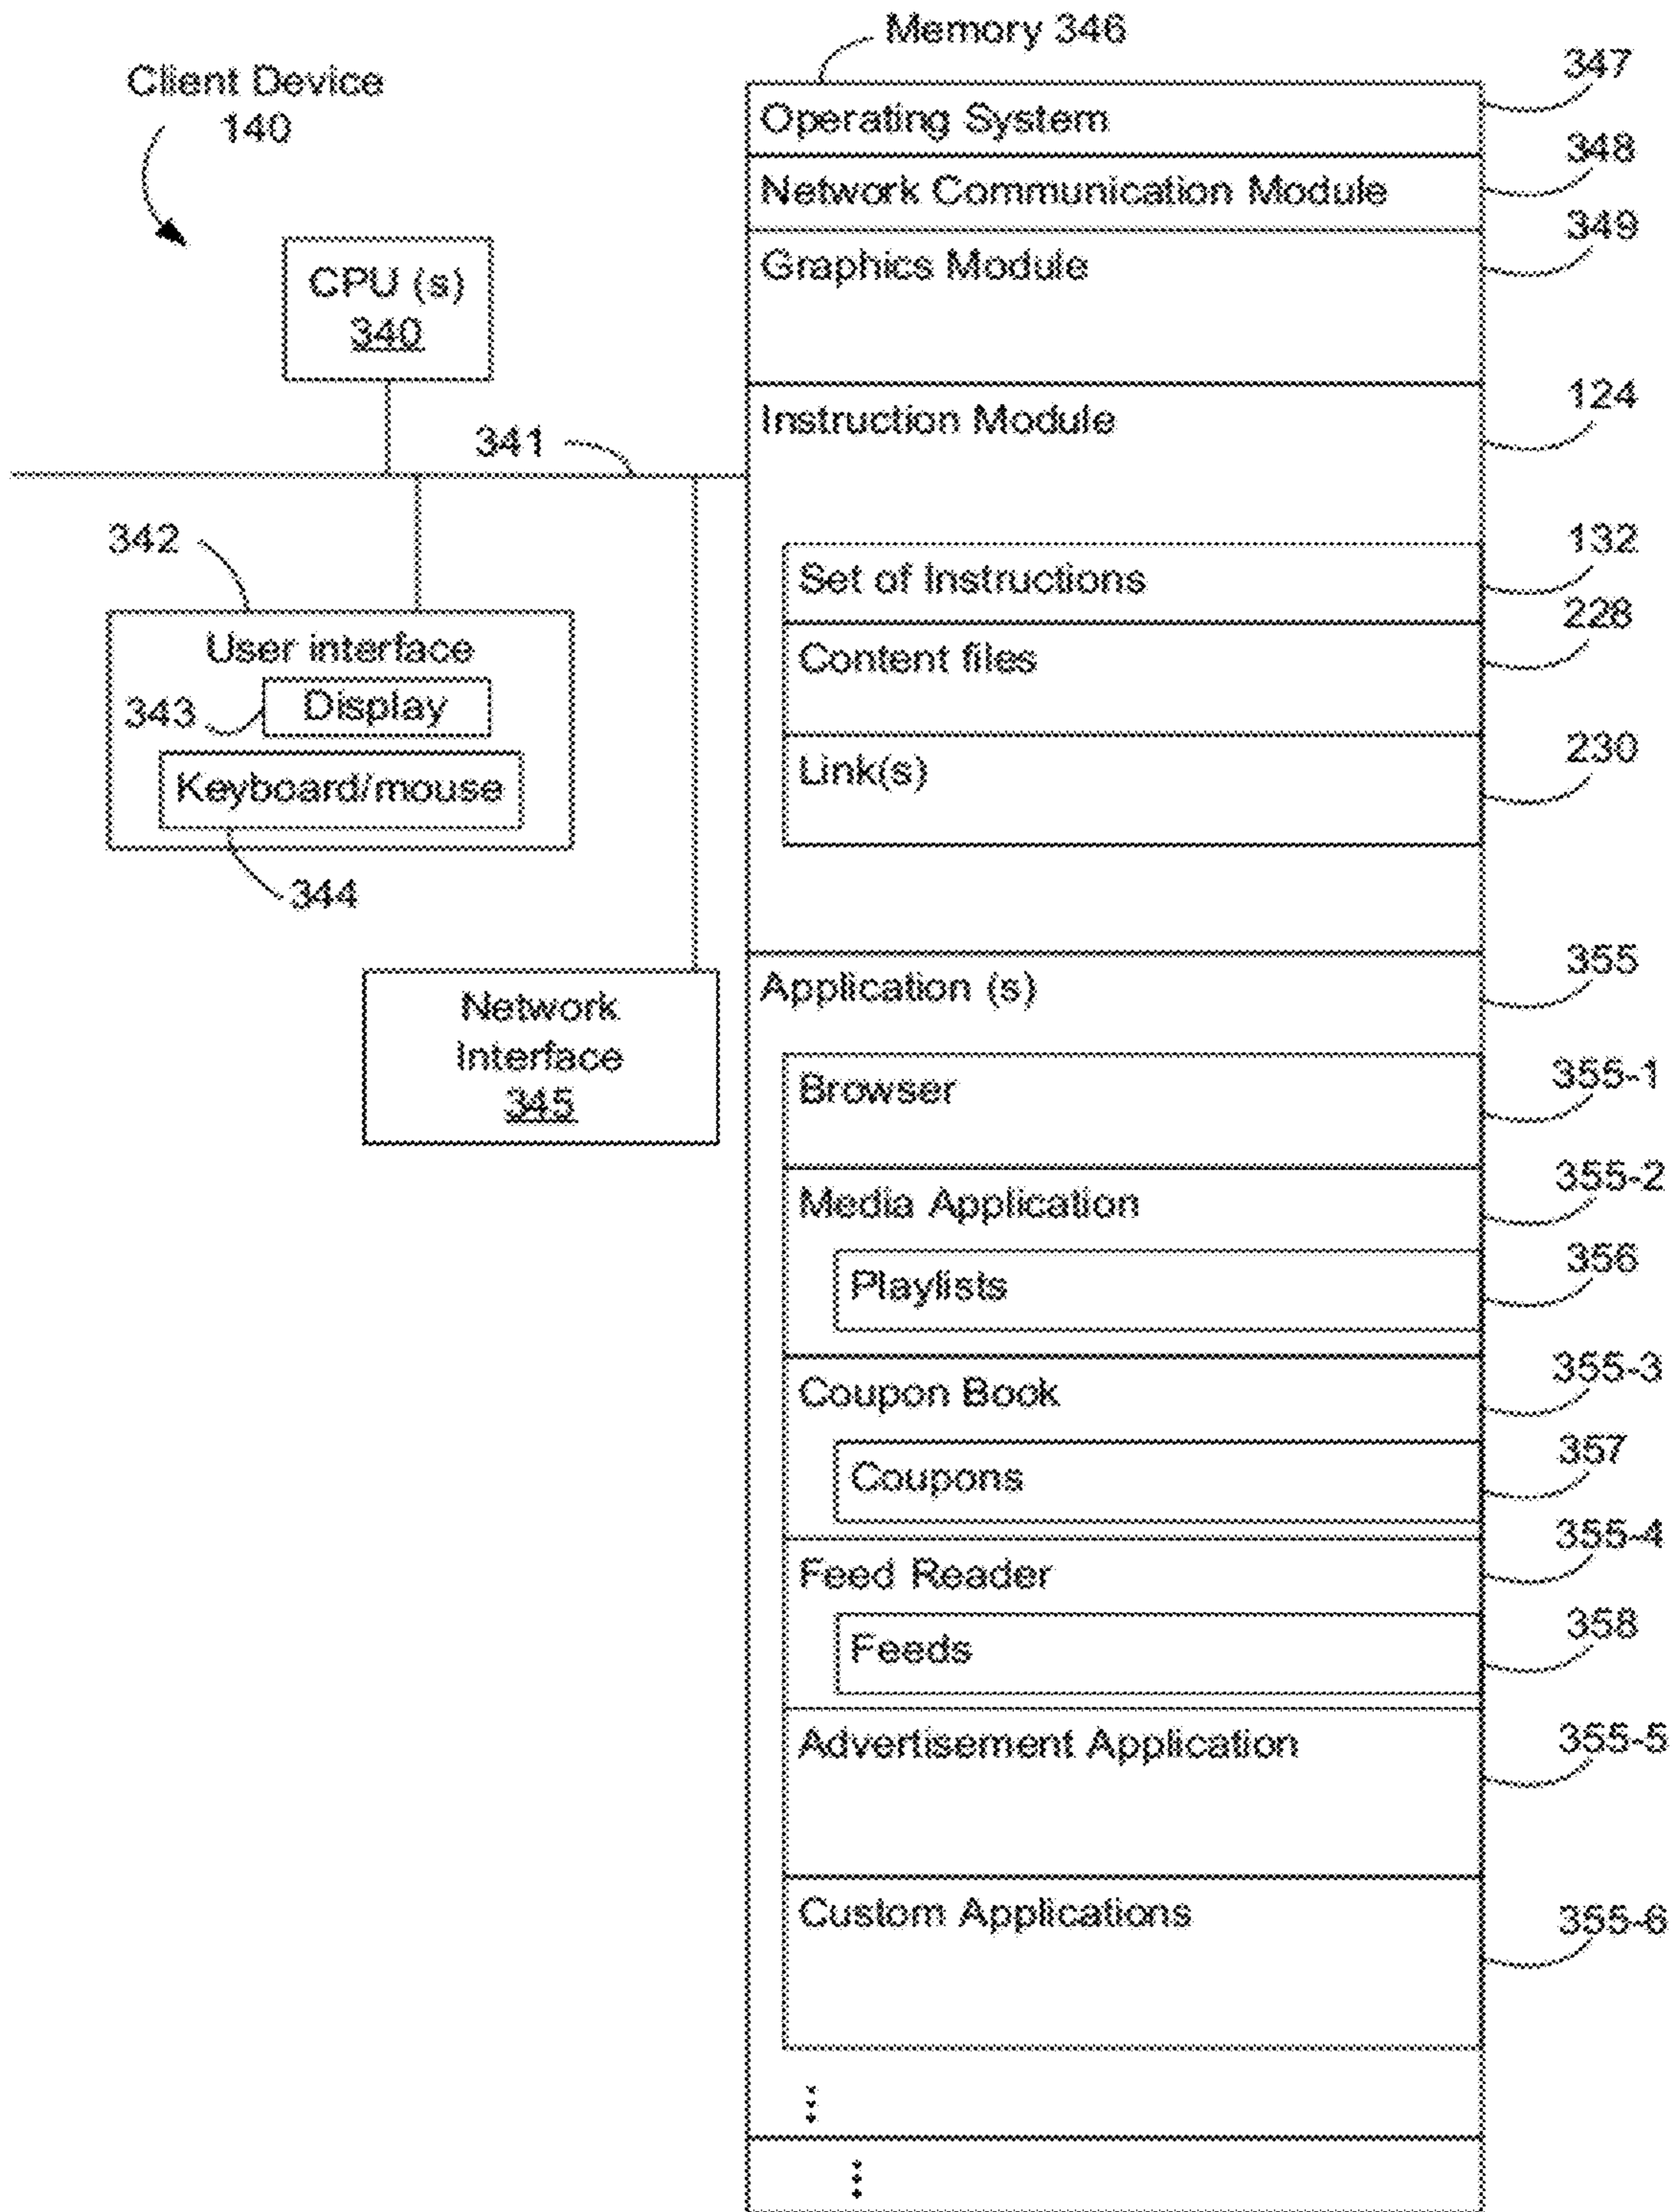 Memory 346
Client Device
140
CPU (s)
340
341
342
User interface
343
Display
Keyboard/mouse
344
Network
Interface
345
Operating System
347
Network Communication Module
348
Graphics Module
349
Instruction Module
124
Set of Instructions
132
Content files
228
Link(s)
230
Application (s)
355
Browser
355-1
Media Application
355-2
Playlists
356
Coupon Book
355-3
Coupons
357
Feed Reader
355-4
Feeds
358
Advertisement Application
355-5
Custom Applications
355-6